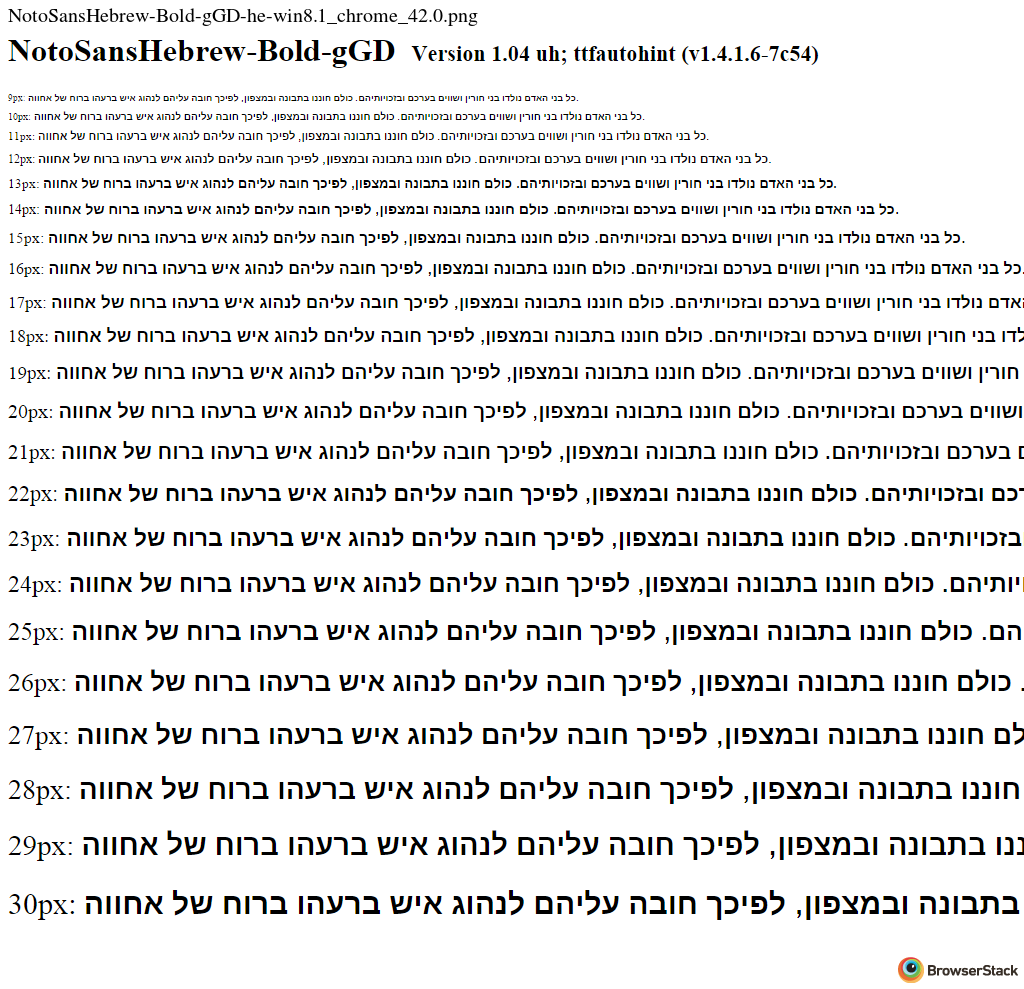 NotoSansHebrew-Bold-gGD-he-win8.1_chrome_42.0.png
NotoSansHebrew-Bold-gGD Version 1.04 uh; ttfautohint (v1.4.1.6-7c54)
9px: כל בני האדם נולדו בני חורין ושווים בערכם ובזכויותיהם. כולם חוננו בתבונה ובמצפון, לפיכך חובה עליהם לנהוג איש ברעהו ברוח של אחווה.
10px: כל בני האדם נולדו בני חורין ושווים בערכם ובזכויותיהם. כולם חוננו בתבונה ובמצפון, לפיכך חובה עליהם לנהוג איש ברעהו ברוח של אחווה.
11px: כל בני האדם נולדו בני חורין ושווים בערכם ובזכויותיהם. כולם חוננו בתבונה ובמצפון, לפיכך חובה עליהם לנהוג איש ברעהו ברוח של אחווה.
12px: כל בני האדם נולדו בני חורין ושווים בערכם ובזכויותיהם. כולם חוננו בתבונה ובמצפון, לפיכך חובה עליהם לנהוג איש ברעהו ברוח של אחווה.
13px: כל בני האדם נולדו בני חורין ושווים בערכם ובזכויותיהם. כולם חוננו בתבונה ובמצפון, לפיכך חובה עליהם לנהוג איש ברעהו ברוח של אחווה.
14px: כל בני האדם נולדו בני חורין ושווים בערכם ובזכויותיהם. כולם חוננו בתבונה ובמצפון, לפיכך חובה עליהם לנהוג איש ברעהו ברוח של אחווה.
15px: כל בני האדם נולדו בני חורין ושווים בערכם ובזכויותיהם. כולם חוננו בתבונה ובמצפון, לפיכך חובה עליהם לנהוג איש ברעהו ברוח של אחווה.
16px: כל בני האדם נולדו בני חורין ושווים בערכם ובזכויותיהם. כולם חוננו בתבונה ובמצפון, לפיכך חובה עליהם לנהוג איש ברעהו ברוח של אחווה.
17px: נולדו בני חורין ושווים בערכם ובזכויותיהם. כולם חוננו בתבונה ובמצפון, לפיכך חובה עליהם לנהוג איש ברעהו ברוח של אחווה
18px: בני חורין ושווים בערכם ובזכויותיהם. כולם חוננו בתבונה ובמצפון, לפיכך חובה עליהם לנהוג איש ברעהו ברוח של אחווה
19px: חורין ושווים בערכם ובזכויותיהם. כולם חוננו בתבונה ובמצפון, לפיכך חובה עליהם לנהוג איש ברעהו ברוח של אחווה
20px: ושווים בערכם ובזכויותיהם. כולם חוננו בתבונה ובמצפון, לפיכך חובה עליהם לנהוג איש ברעהו ברוח של אחווה
21px: בערכם ובזכויותיהם. כולם חוננו בתבונה ובמצפון, לפיכך חובה עליהם לנהוג איש ברעהו ברוח של אחווה
22px: ובזכויותיהם. כולם חוננו בתבונה ובמצפון, לפיכך חובה עליהם לנהוג איש ברעהו ברוח של אחווה
23px: כולם חוננו בתבונה ובמצפון, לפיכך חובה עליהם לנהוג איש ברעהו ברוח של אחווה
24px: כולם חוננו בתבונה ובמצפון, לפיכך חובה עליהם לנהוג איש ברעהו ברוח של אחווה
25px: כולם חוננו בתבונה ובמצפון, לפיכך חובה עליהם לנהוג איש ברעהו ברוח של אחווה
26px: כולם חוננו בתבונה ובמצפון, לפיכך חובה עליהם לנהוג איש ברעהו ברוח של אחווה
27px: חוננו בתבונה ובמצפון, לפיכך חובה עליהם לנהוג איש ברעהו ברוח של אחווה
28px: חוננו בתבונה ובמצפון, לפיכך חובה עליהם לנהוג איש ברעהו ברוח של אחווה
29px: בתבונה ובמצפון, לפיכך חובה עליהם לנהוג איש ברעהו ברוח של אחווה
30px: בתבונה ובמצפון, לפיכך חובה עליהם לנהוג איש ברעהו ברוח של אחווה
BrowserStack